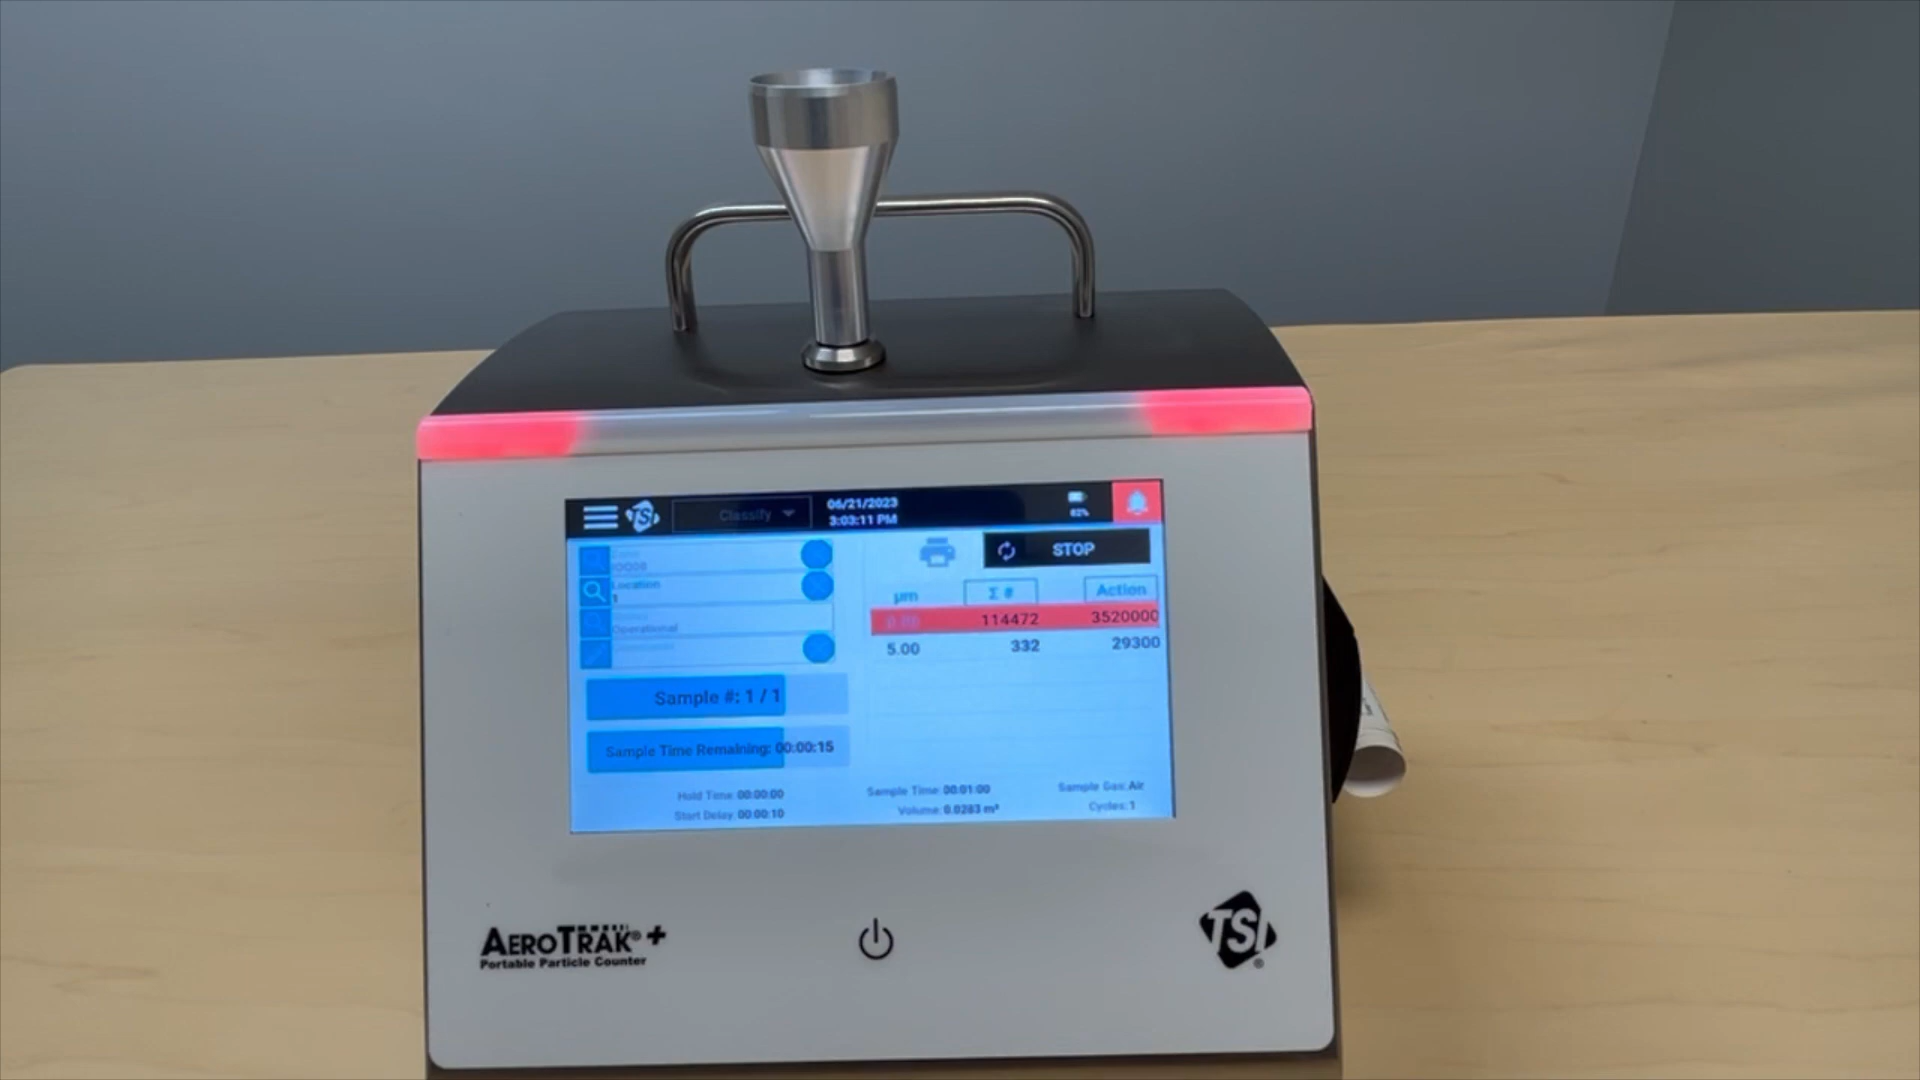 TSI
Classify
06/21/2023
3:03:11 PM
82%
STOP
Location
1
Operational
µm
Σ #
Action
114472
3520000
5.00
332
29300
Sample #: 1 / 1
Sample Time Remaining: 00:00:15
Hold Time: 00:00:00
Start Delay: 00:00:10
Sample Time: 00:01:00
Volume: 0.0283 m³
Sample Gas: Air
Cycles: 1
AEROTRAK® +
Portable Particle Counter
TSI®